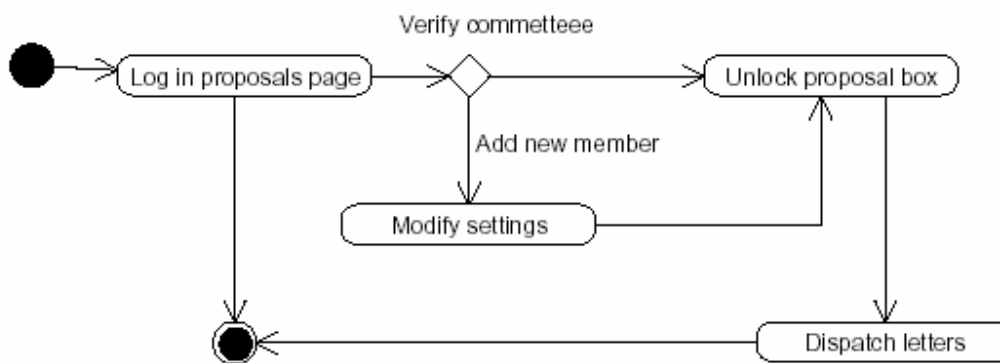 Verify commetteee
Log in proposals page
Unlock proposal box
Add new member
Modify settings
Dispatch letters